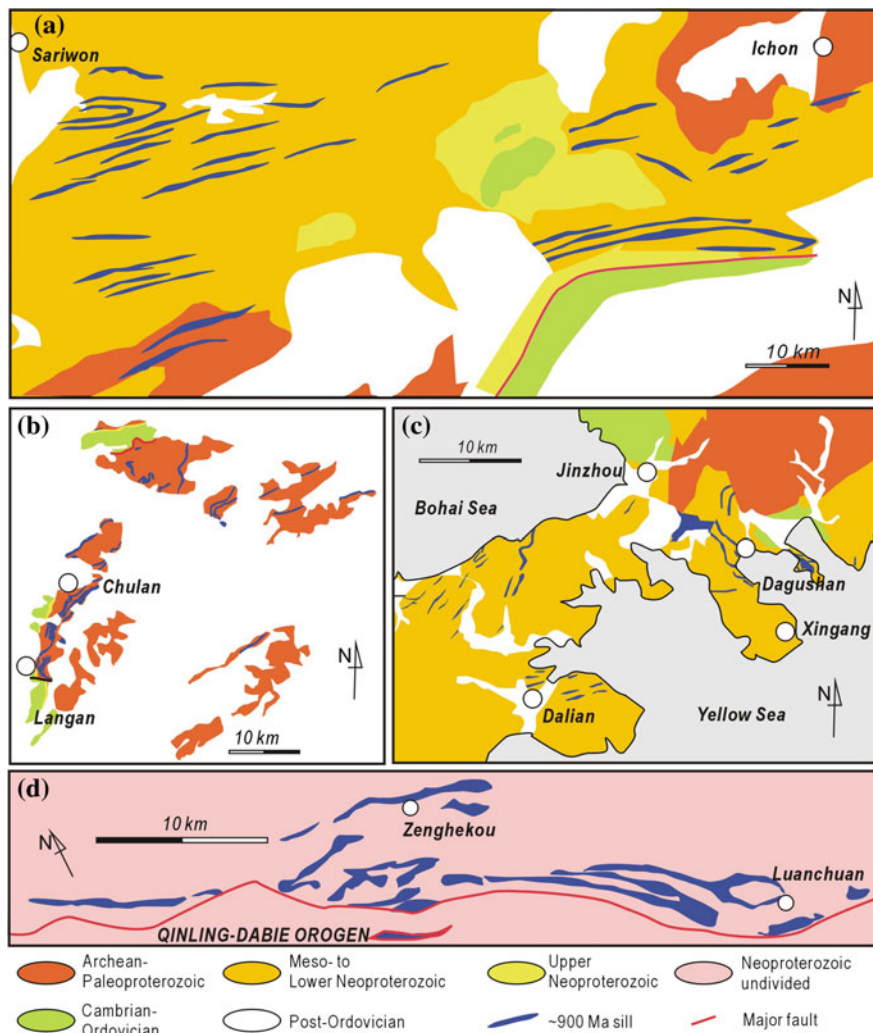 (a)
Sariwon
Ichon
N
10 km
(b)
Chulan
Langan
N
10 km
(c)
10 km
Jinzhou
Bohai Sea
Dagushan
Xingang
Dalian
Yellow Sea
N
(d)
N
10 km
Zenghekou
Luanchuan
QINLING-DABIE OROGEN
Archean-
Paleoproterozoic
Meso- to
Lower Neoproterozoic
Upper
Neoproterozoic
Neoproterozoic
undivided
Cambrian-
Ordovician
Post-Ordovician
~900 Ma sill
Major fault